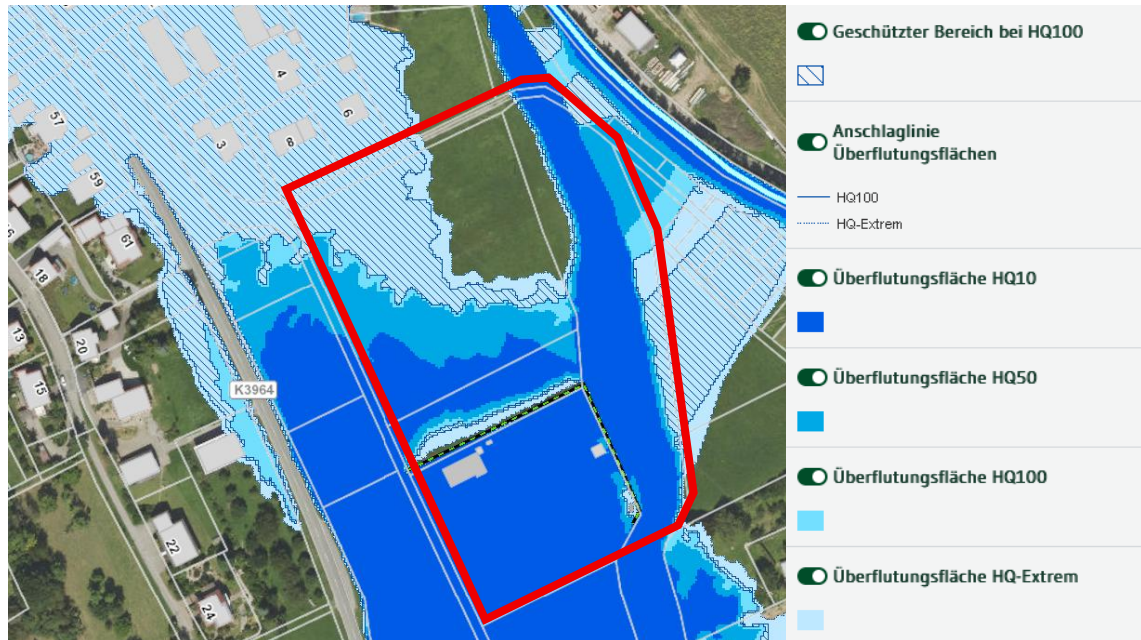 Geschützter Bereich bei HQ100
Anschlaglinie
Überflutungsflächen
HQ100
HQ-Extrem
Überflutungsfläche HQ10
Überflutungsfläche HQ50
Überflutungsfläche HQ100
Überflutungsfläche HQ-Extrem
4
6
57
3
8
59
61
18
13
20
15
K3964
22
24